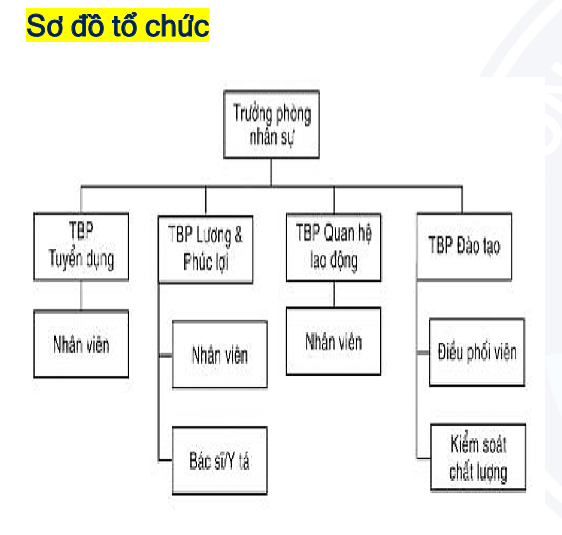 Sơ đồ tổ chức
Trưởng phòng
nhân sự
TBP
Tuyển dụng
TBP Lương &
Phúc lợi
TBP Quan hệ
lao động
TBP Đào tạo
Nhân viên
Nhân viên
Nhân viên
Điều phối viện
Bác sĩ/Y tá
Kiểm soát
chất lượng